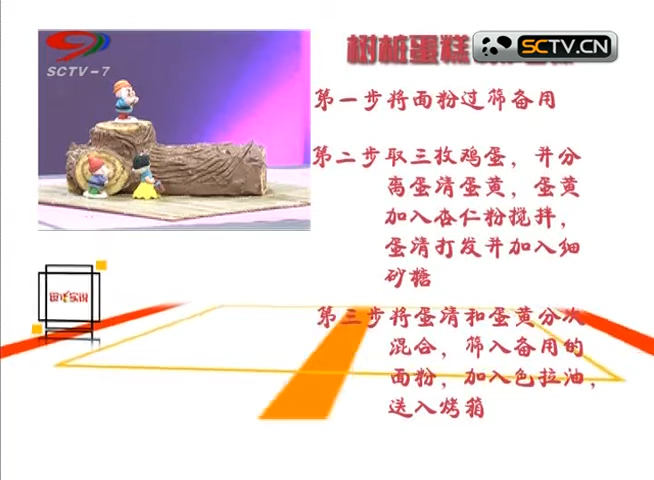 SCTV-7
SCTV.CN
树桩蛋糕
第一步将面粉过筛备用
第二步取三枚鸡蛋，并分
离蛋清蛋黄，蛋黄
加入杏仁粉搅拌，
蛋清打发并加入细
砂糖
第三步将蛋清和蛋黄分次
混合，筛入备用的
面粉，加入色拉油，
送入烤箱